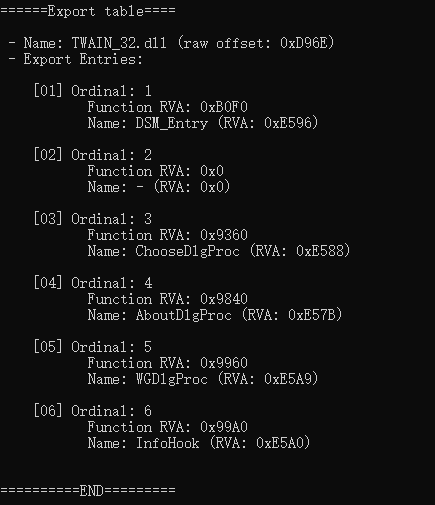 ======Export table====
- Name: TWAIN_32.dll (raw offset: 0xD96E)
- Export Entries:
[01] Ordinal: 1
Function RVA: 0xB0F0
Name: DSM_Entry (RVA: 0xE596)
[02] Ordinal: 2
Function RVA: 0x0
Name: - (RVA: 0x0)
[03] Ordinal: 3
Function RVA: 0x9360
Name: ChooseDlgProc (RVA: 0xE588)
[04] Ordinal: 4
Function RVA: 0x9840
Name: AboutDlgProc (RVA: 0xE57B)
[05] Ordinal: 5
Function RVA: 0x9960
Name: WGDlgProc (RVA: 0xE5A9)
[06] Ordinal: 6
Function RVA: 0x99A0
Name: InfoHook (RVA: 0xE5A0)
==========END=========